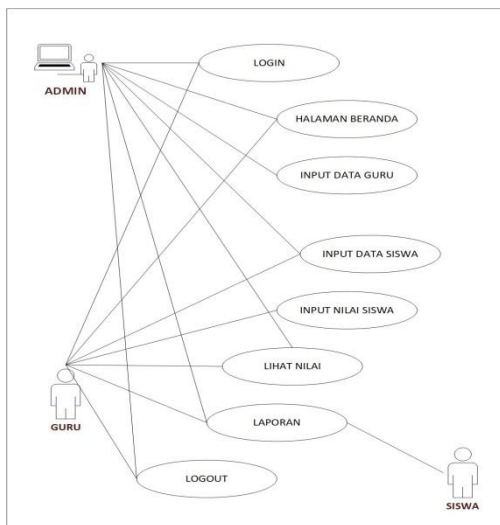 LOGIN
ADMIN
HALAMAN BERANDA
INPUT DATA GURU
INPUT DATA SISWA
INPUT NILAI SISWA
LIHAT NILAI
GURU
LAPORAN
LOGOUT
SISWA